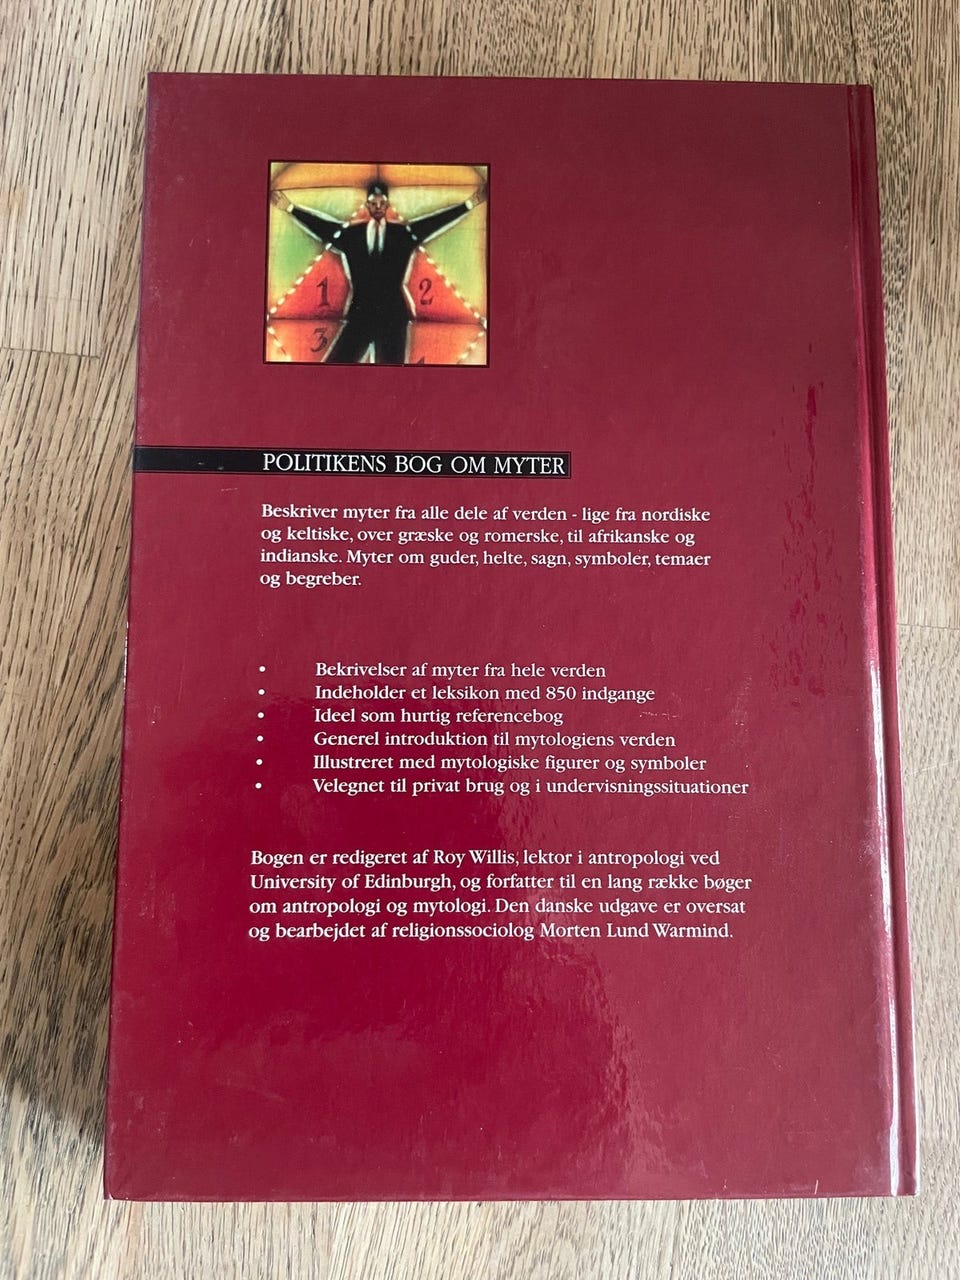 1
2
3
POLITIKENS BOG OM MYTER
Beskriver myter fra alle dele af verden - lige fra nordiske
og keltiske, over græske og romerske, til afrikanske og
indianske. Myter om guder, helte, sagn, symboler, temaer
og begreber.
• Bekrivelser af myter fra hele verden
• Indeholder et leksikon med 850 indgange
• Ideel som hurtig referencebog
• Generel introduktion til mytologiens verden
• Illustreret med mytologiske figurer og symboler
• Velegnet til privat brug og i undervisningssituationer
Bogen er redigeret af Roy Willis, lektor i antropologi ved
University of Edinburgh, og forfatter til en lang række bøger
om antropologi og mytologi. Den danske udgave er oversat
og bearbejdet af religionssociolog Morten Lund Warmind.